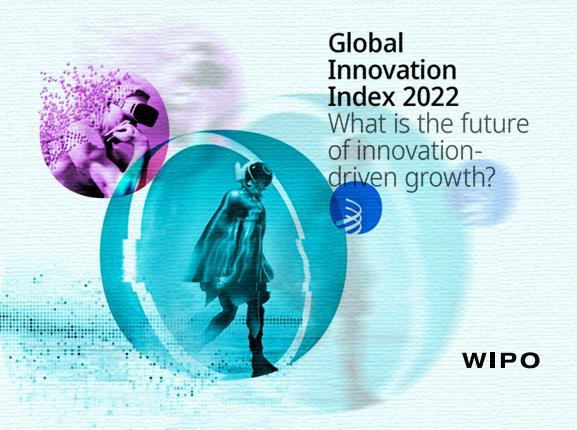 Global
Innovation
Index 2022
What is the future
of innovation-
driven growth?
WIPO